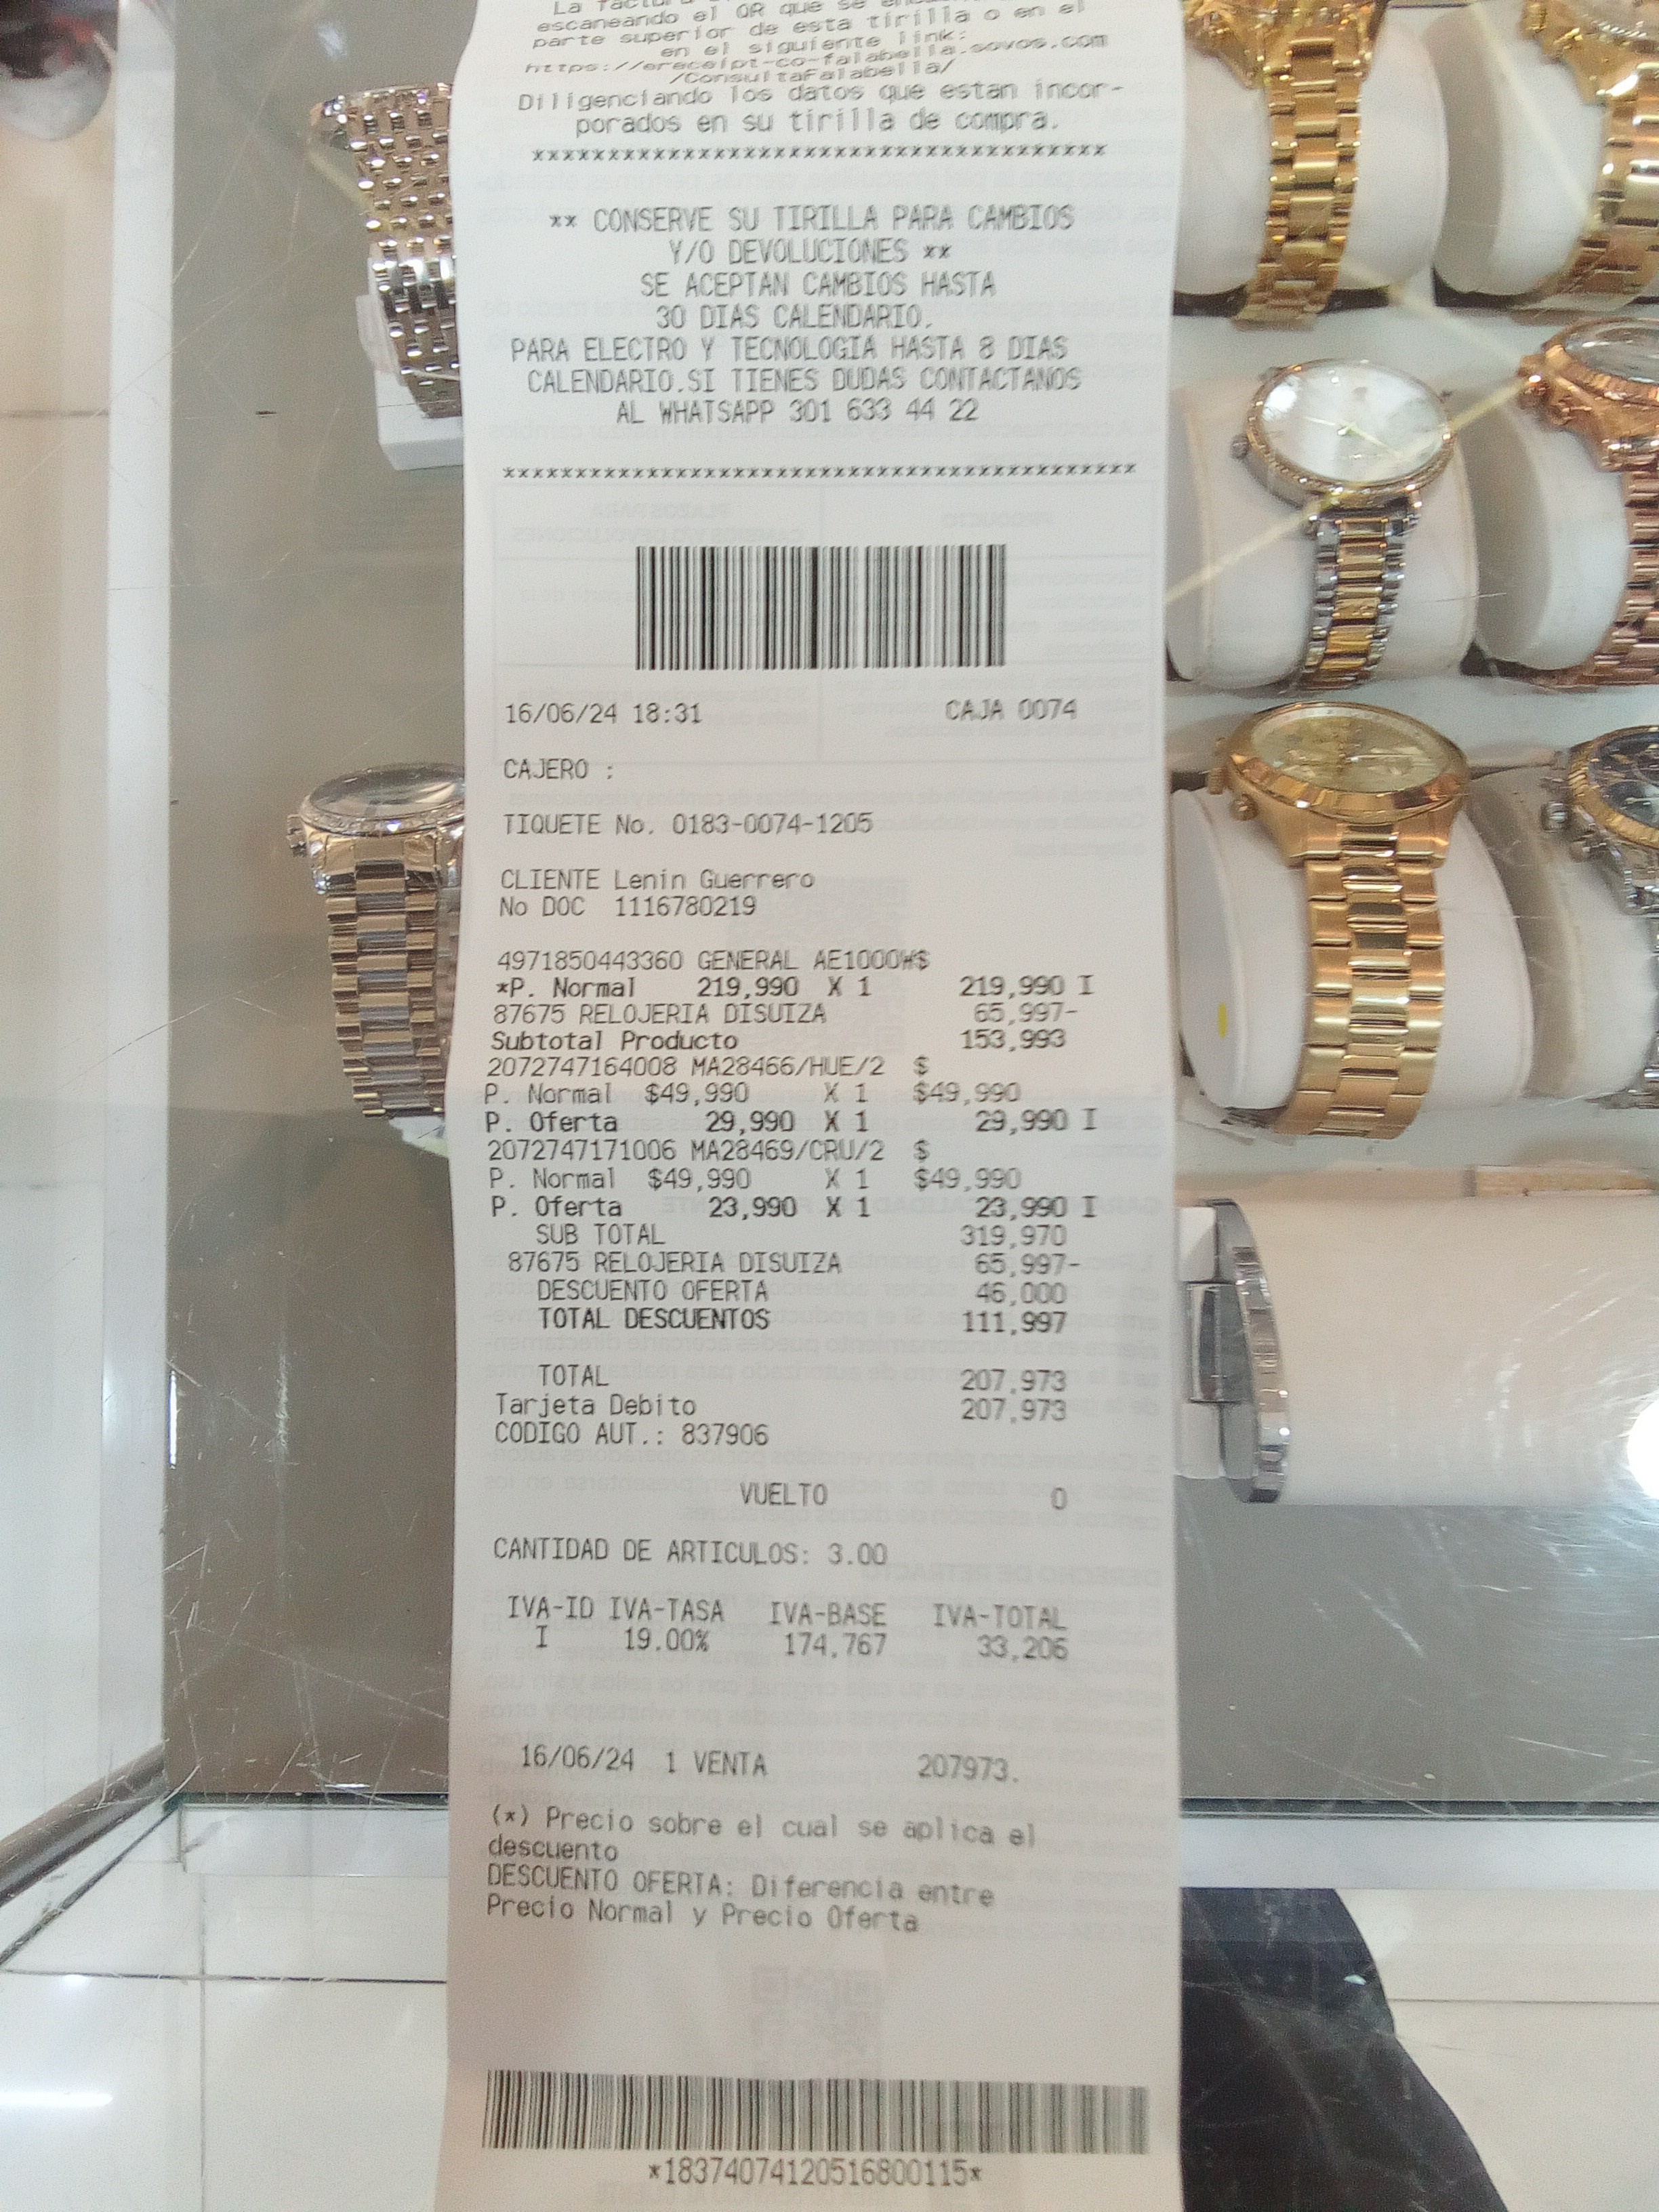 La factura
escaneando el QR que se
parte superior de esta tirilla o en el
en el siguiente link:
https://ereceipt-co-falabella.sovos.com
/ConsultaFalabella/
Diligenciando los datos que estan incor-
porados en su tirilla de compra.
**************************************
** CONSERVE SU TIRILLA PARA CAMBIOS
Y/O DEVOLUCIONES **
SE ACEPTAN CAMBIOS HASTA
30 DIAS CALENDARIO.
PARA ELECTRO Y TECNOLOGIA HASTA 8 DIAS
CALENDARIO.SI TIENES DUDAS CONTACTANOS
AL WHATSAPP 301 633 44 22
******************************************
16/06/24 18:31 CAJA 0074
CAJERO :
TIQUETE No. 0183-0074-1205
CLIENTE Lenin Guerrero
No DOC 1116780219
4971850443360 GENERAL AE1000W$
*P. Normal 219,990 X 1 219,990 I
87675 RELOJERIA DISUIZA 65,997-
Subtotal Producto 153,993
2072747164008 MA28466/HUE/2 $
P. Normal $49,990 X 1 $49,990
P. Oferta 29,990 X 1 29,990 I
2072747171006 MA28469/CRU/2 $
P. Normal $49,990 X 1 $49,990
P. Oferta 23,990 X 1 23,990 I
SUB TOTAL 319,970
87675 RELOJERIA DISUIZA 65,997-
DESCUENTO OFERTA 46,000
TOTAL DESCUENTOS 111,997
TOTAL 207,973
Tarjeta Debito 207,973
CODIGO AUT.: 837906
VUELTO 0
CANTIDAD DE ARTICULOS: 3.00
IVA-ID IVA-TASA IVA-BASE IVA-TOTAL
I 19.00% 174,767 33,206
16/06/24 1 VENTA 207973.
(*) Precio sobre el cual se aplica el
descuento
DESCUENTO OFERTA: Diferencia entre
Precio Normal y Precio Oferta
*18374074120516800115*